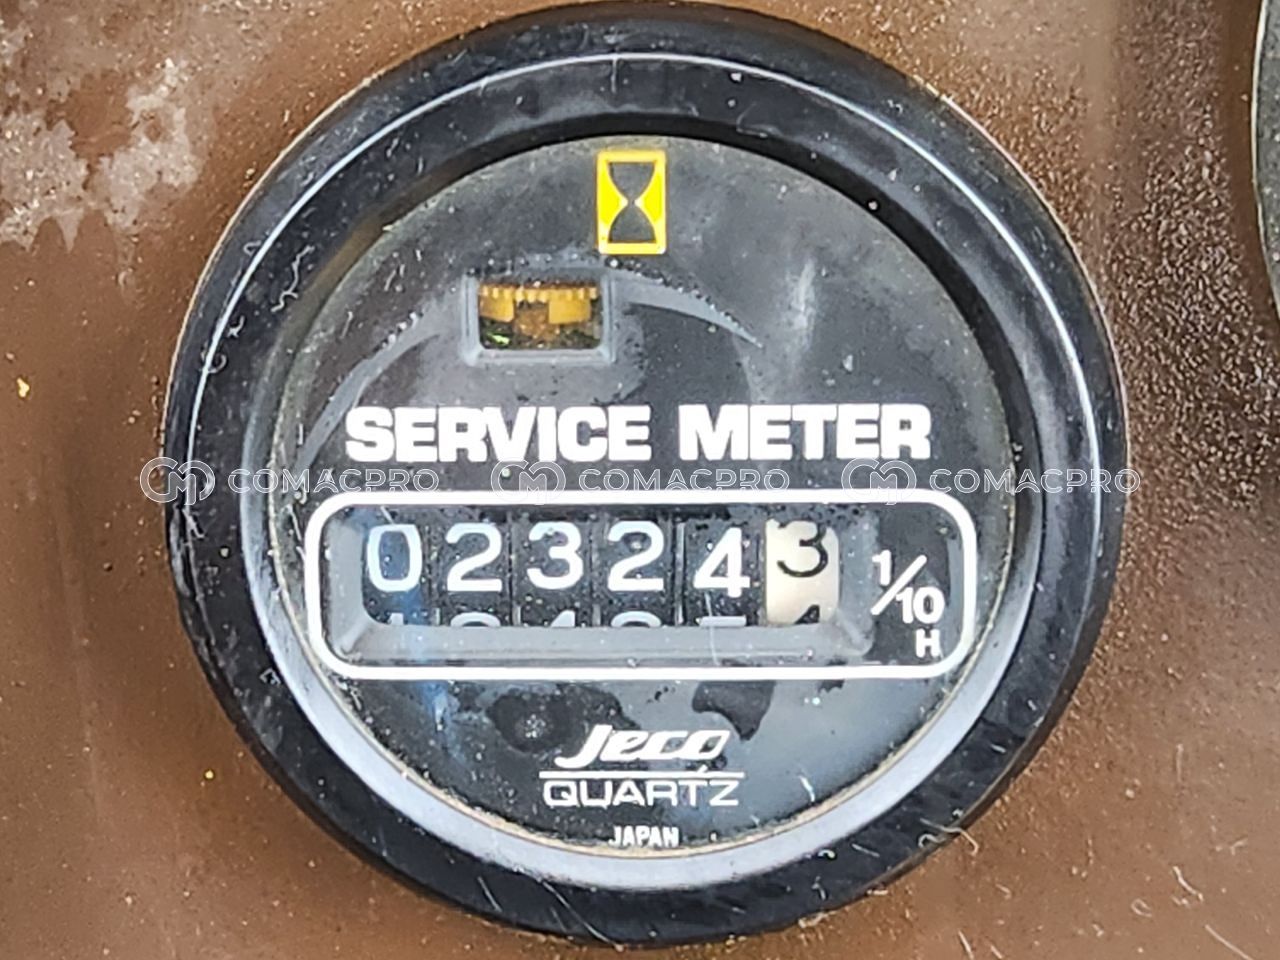 SERVICE METER
COMACPRO COMACPRO COMACPRO
023243
1/10
H
Jeco
QUARTZ
JAPAN